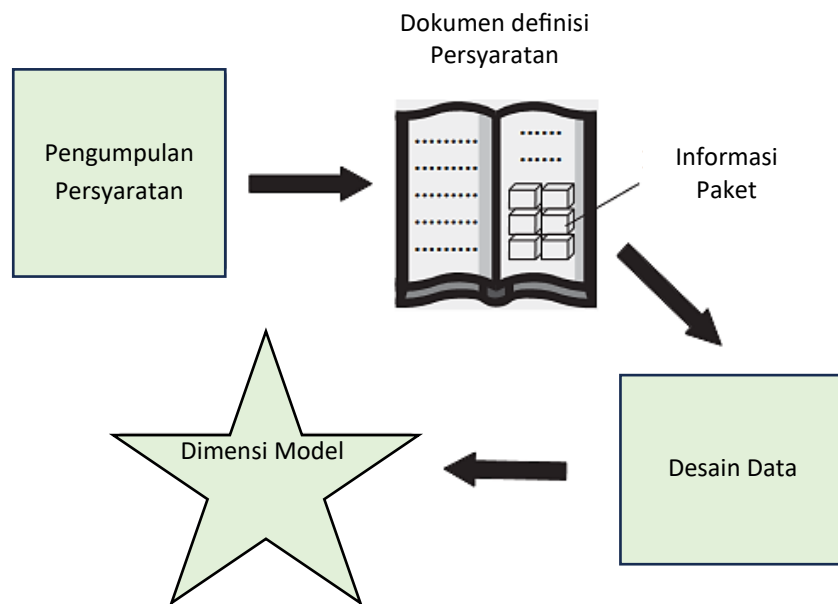 Dokumen definisi
Persyaratan
Pengumpulan
Persyaratan
Informasi
Paket
Dimensi Model
Desain Data